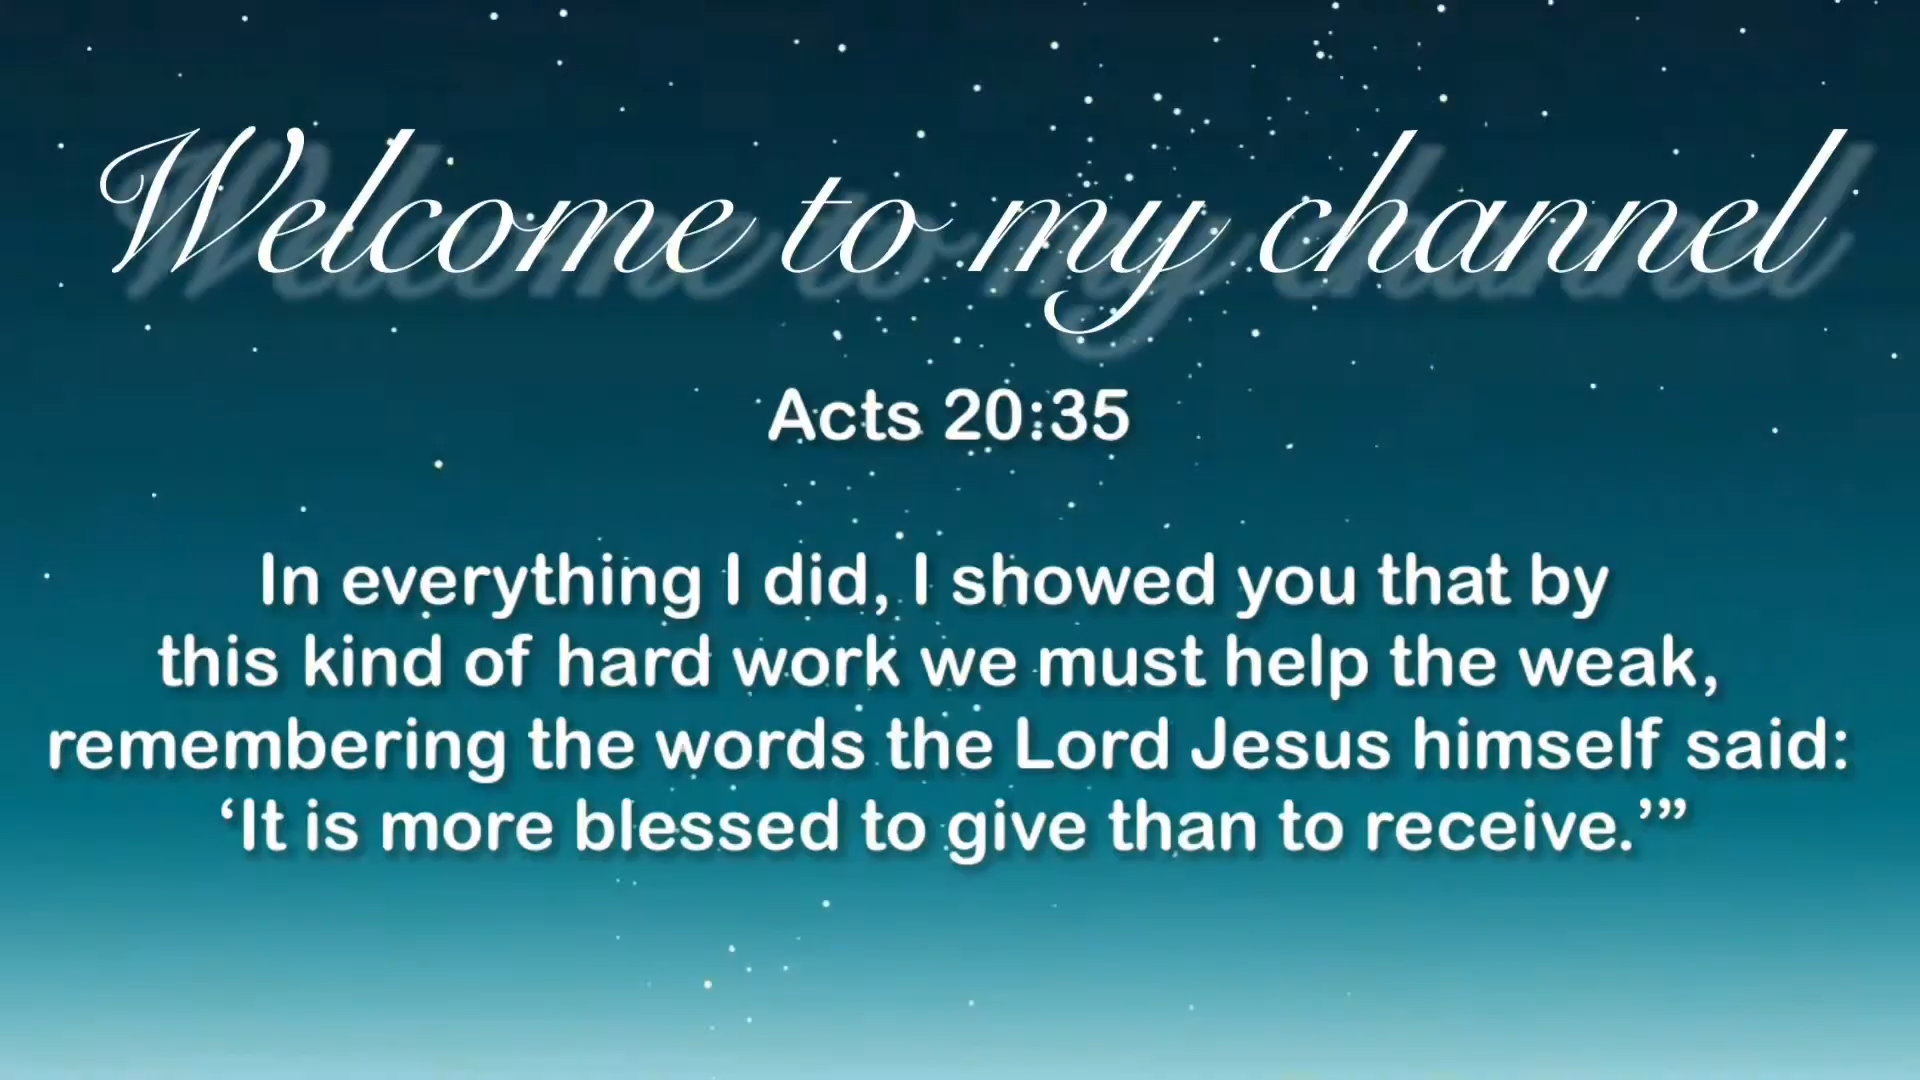 Welcome to my channel
Acts 20:35
In everything I did, I showed you that by
this kind of hard work we must help the weak,
remembering the words the Lord Jesus himself said:
‘It is more blessed to give than to receive.’”